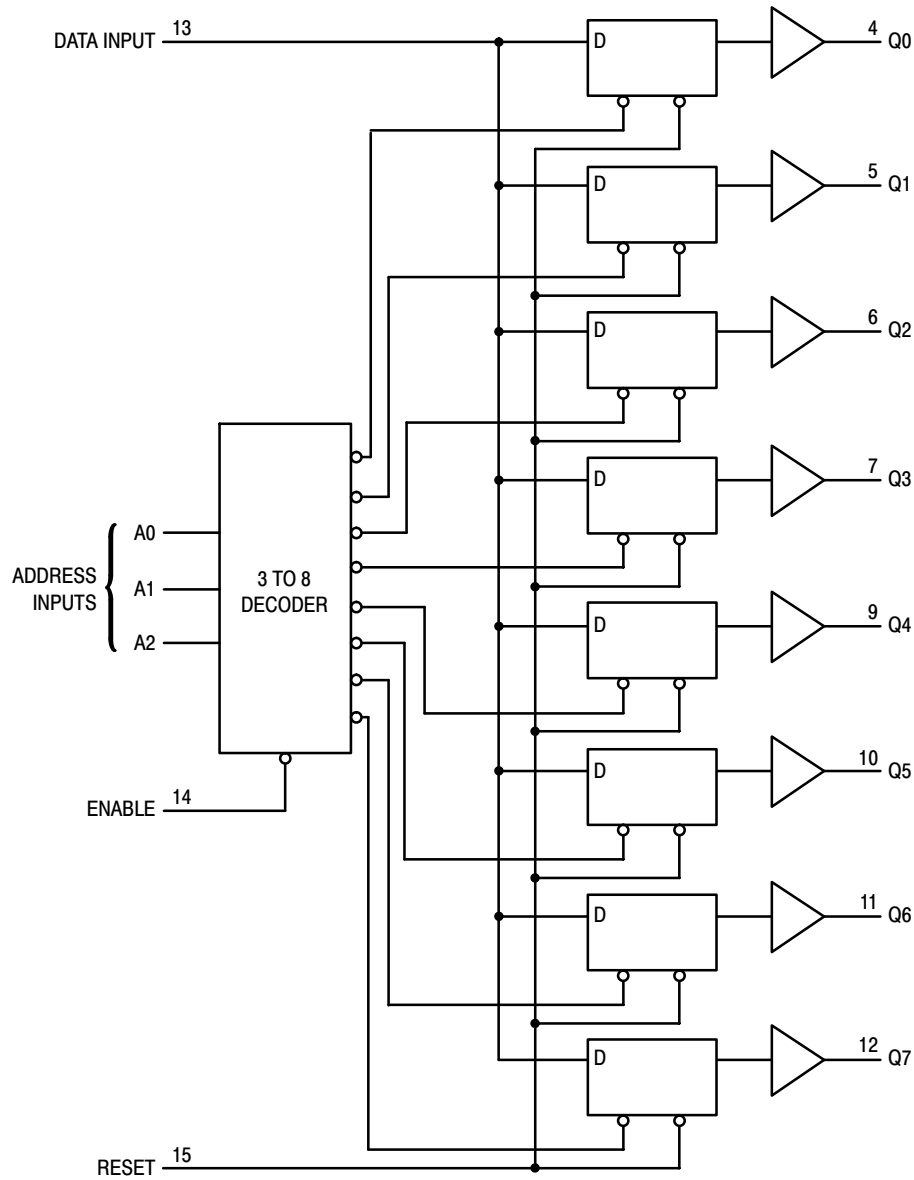 DATA INPUT 13
D
4 Q0
D
5 Q1
D
6 Q2
D
7 Q3
ADDRESS
INPUTS
A0
A1
A2
3 TO 8
DECODER
D
9 Q4
D
10 Q5
ENABLE 14
D
11 Q6
D
12 Q7
RESET 15